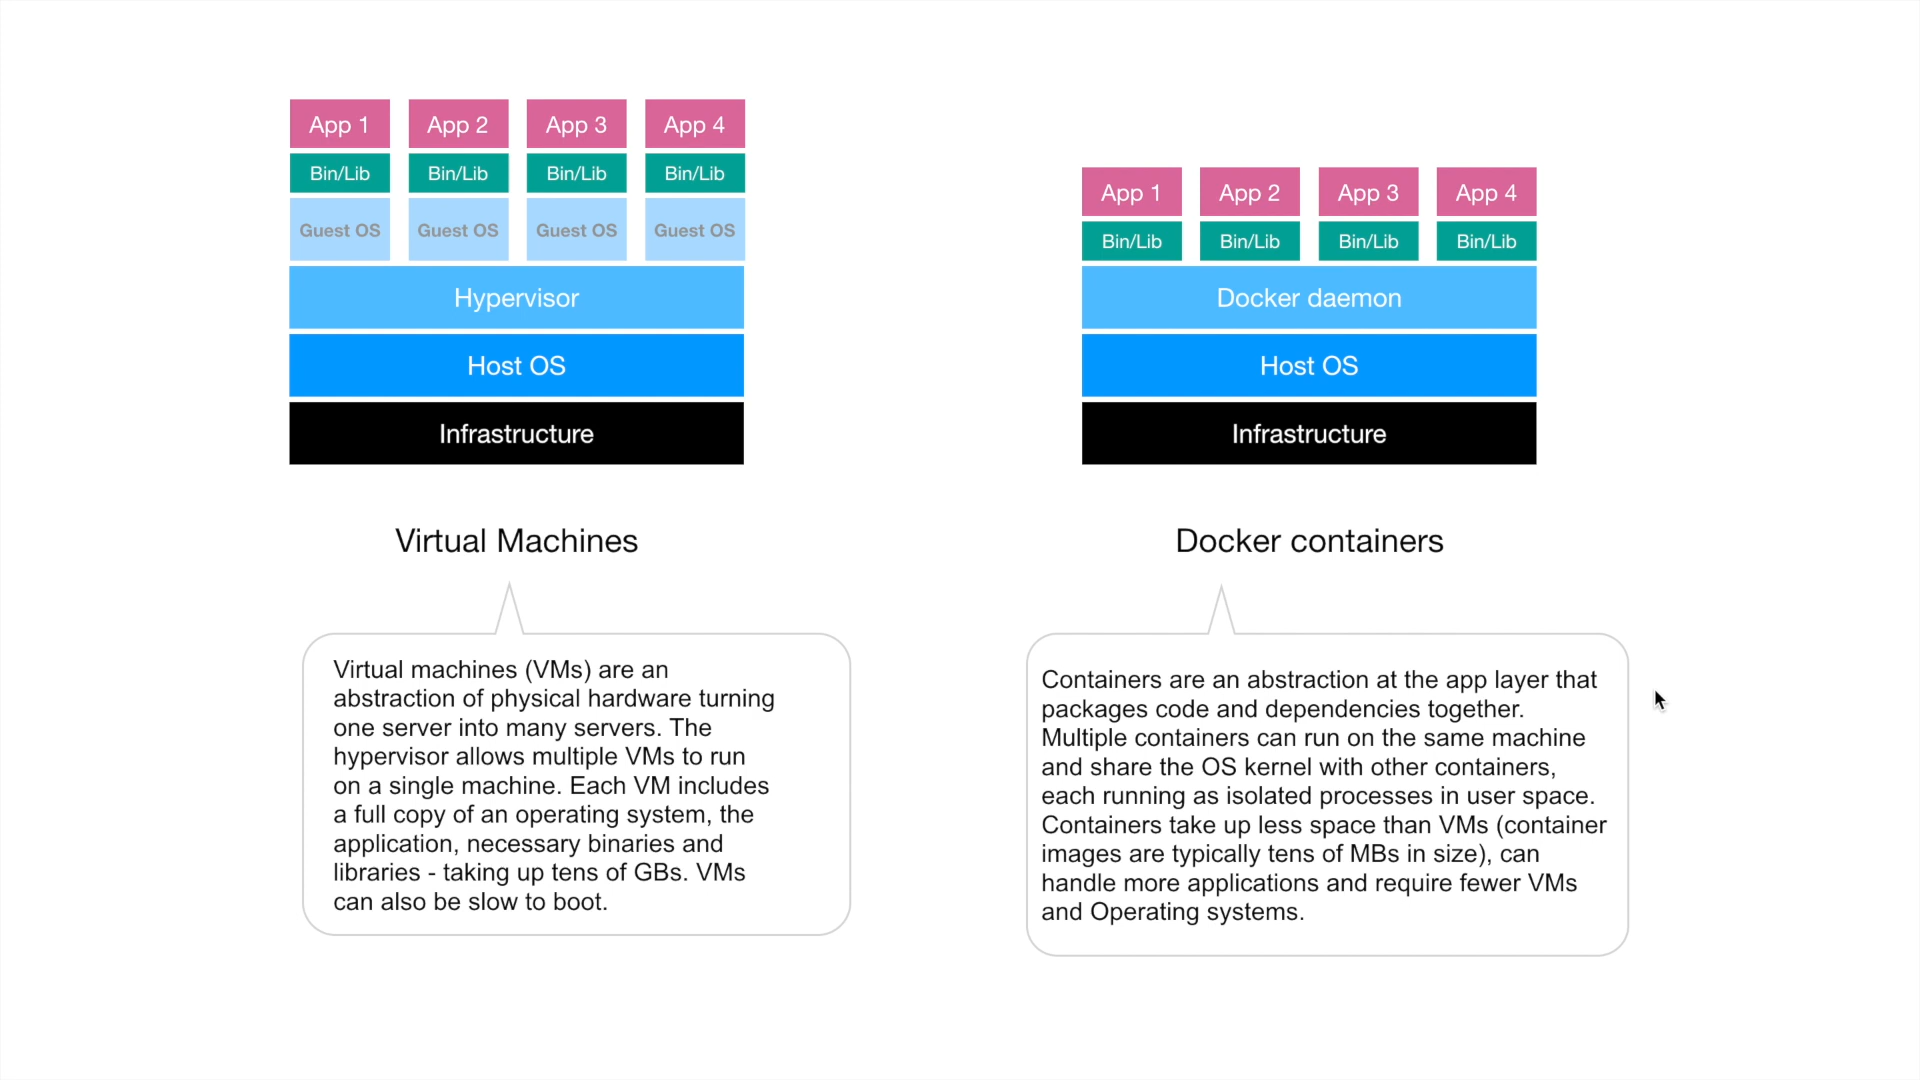 App 1 App 2 App 3 App 4
Bin/Lib Bin/Lib Bin/Lib Bin/Lib
Guest OS Guest OS Guest OS Guest OS
Hypervisor
Host OS
Infrastructure
Virtual Machines
Virtual machines (VMs) are an
abstraction of physical hardware turning
one server into many servers. The
hypervisor allows multiple VMs to run
on a single machine. Each VM includes
a full copy of an operating system, the
application, necessary binaries and
libraries - taking up tens of GBs. VMs
can also be slow to boot.
App 1 App 2 App 3 App 4
Bin/Lib Bin/Lib Bin/Lib Bin/Lib
Docker daemon
Host OS
Infrastructure
Docker containers
Containers are an abstraction at the app layer that
packages code and dependencies together.
Multiple containers can run on the same machine
and share the OS kernel with other containers,
each running as isolated processes in user space.
Containers take up less space than VMs (container
images are typically tens of MBs in size), can
handle more applications and require fewer VMs
and Operating systems.